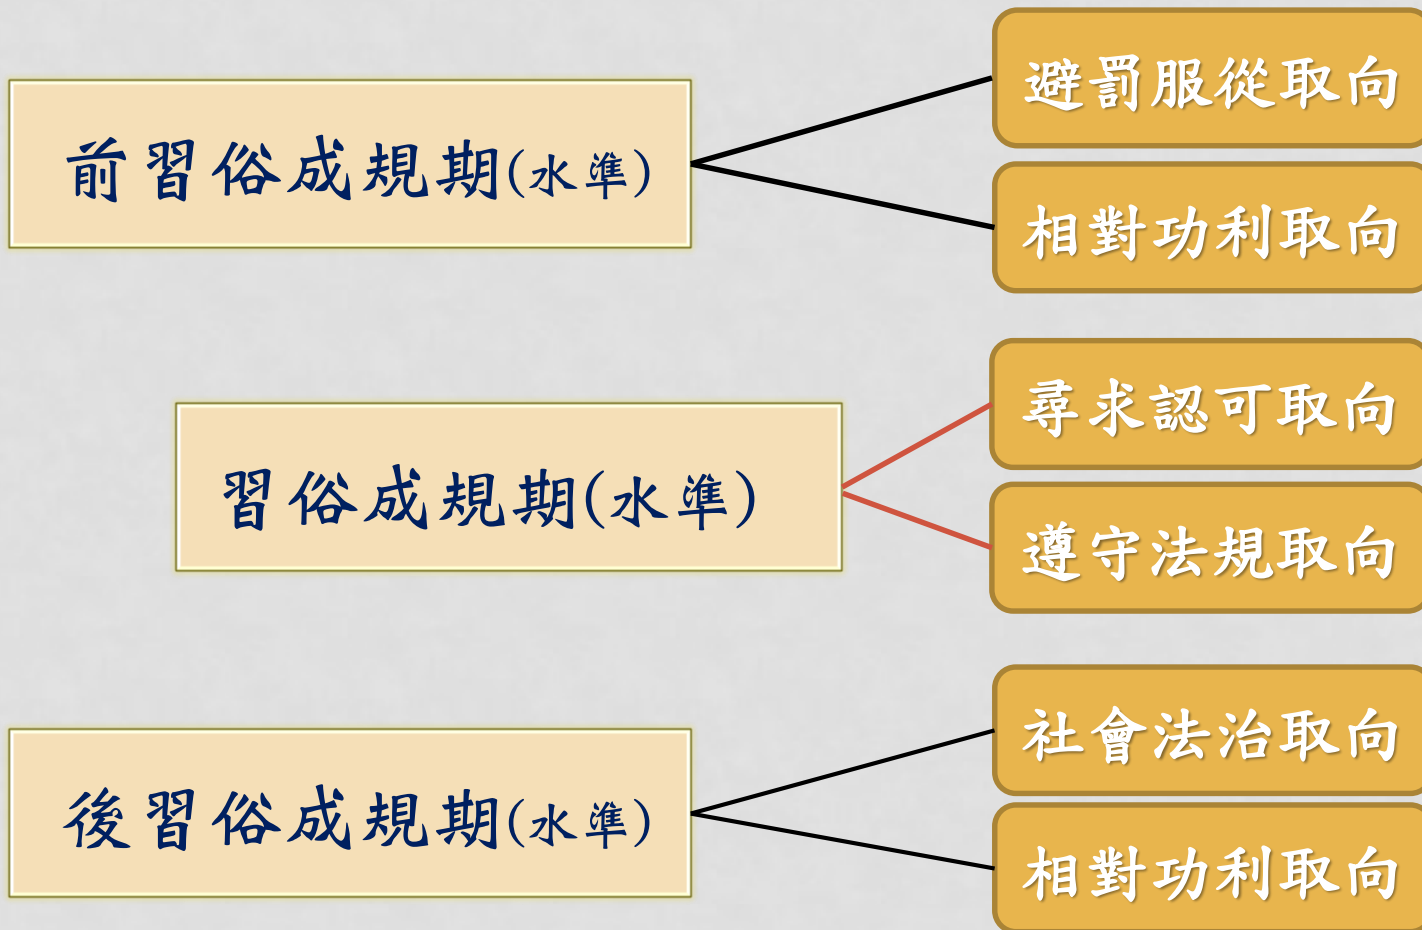 前習俗成規期(水準)
避罰服從取向
相對功利取向
習俗成規期(水準)
尋求認可取向
遵守法規取向
後習俗成規期(水準)
社會法治取向
相對功利取向